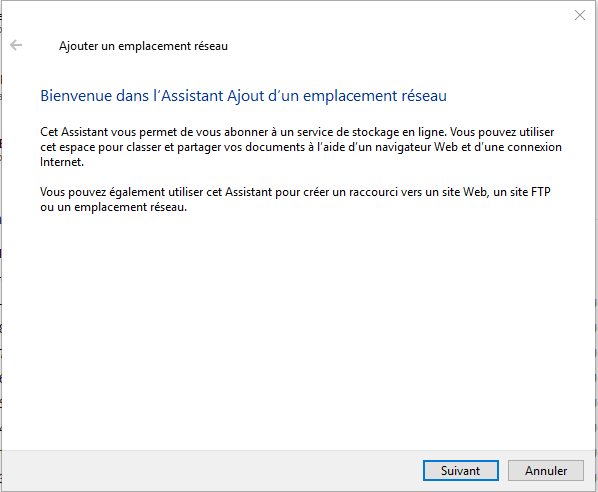 Ajouter un emplacement réseau
Bienvenue dans l’Assistant Ajout d’un emplacement réseau
Cet Assistant vous permet de vous abonner à un service de stockage en ligne. Vous pouvez utiliser
cet espace pour classer et partager vos documents à l’aide d’un navigateur Web et d’une connexion
Internet.
Vous pouvez également utiliser cet Assistant pour créer un raccourci vers un site Web, un site FTP
ou un emplacement réseau.
Suivant
Annuler